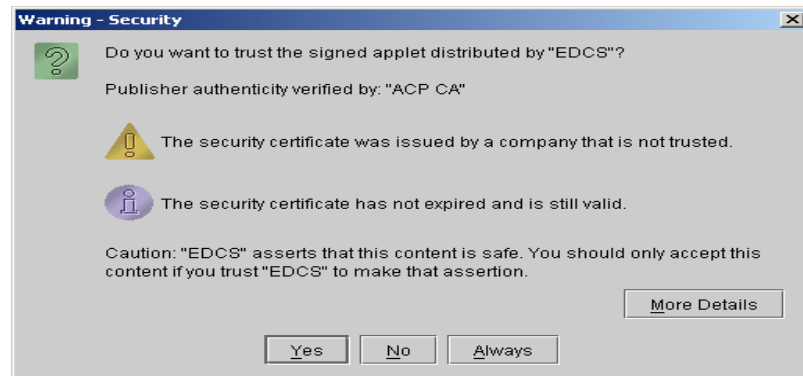 Warning - Security
Do you want to trust the signed applet distributed by "EDCS"?
Publisher authenticity verified by: "ACP CA"
The security certificate was issued by a company that is not trusted.
The security certificate has not expired and is still valid.
Caution: "EDCS" asserts that this content is safe. You should only accept this
content if you trust "EDCS" to make that assertion.
More Details
Yes No Always